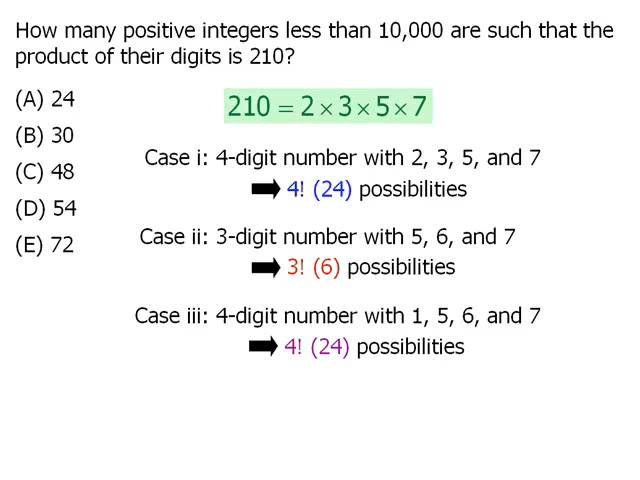 How many positive integers less than 10,000 are such that the
product of their digits is 210?
(A) 24
(B) 30
(C) 48
(D) 54
(E) 72
210 = 2 × 3 × 5 × 7
Case i: 4-digit number with 2, 3, 5, and 7
4! (24) possibilities
Case ii: 3-digit number with 5, 6, and 7
3! (6) possibilities
Case iii: 4-digit number with 1, 5, 6, and 7
4! (24) possibilities